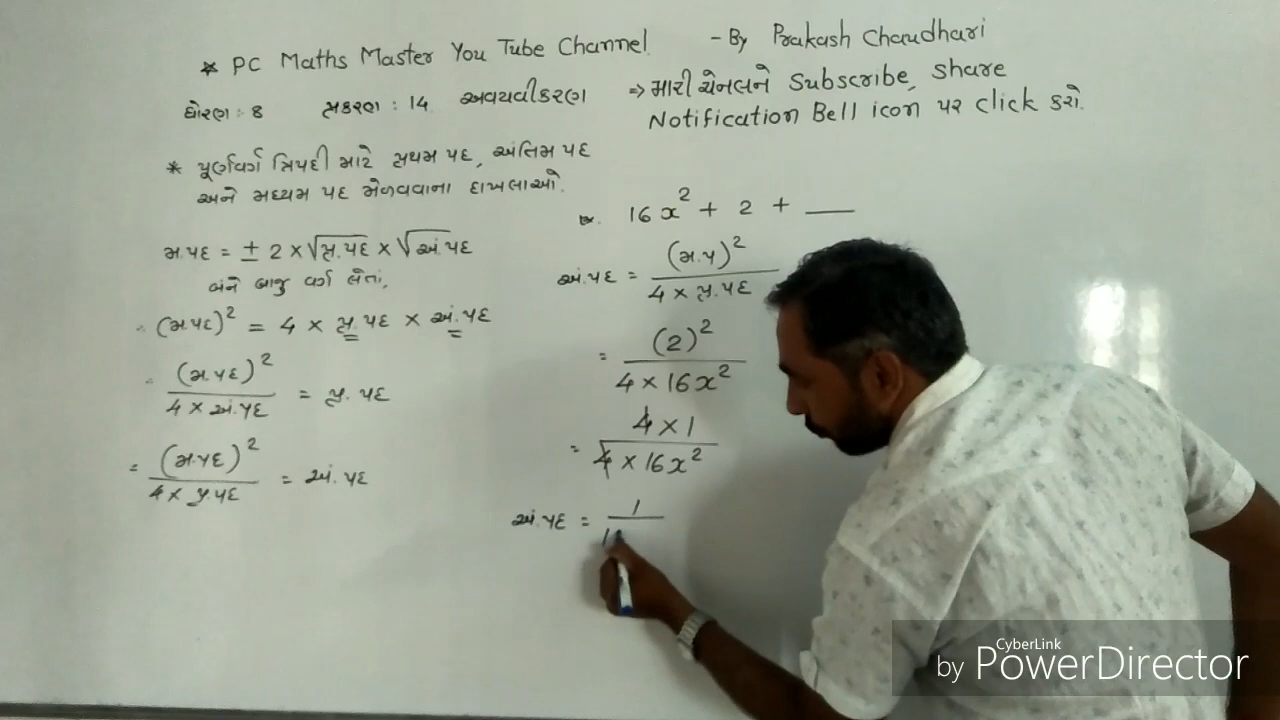 * PC Maths Master You Tube Channel - By Prakash Chaudhari
ધોરણ : 8 પ્રકરણ : 14 અવયવીકરણ
⇒ મારી ચેનલને Subscribe, Share
Notification Bell icon પર click કરો.
* પૂર્ણવર્ગ ત્રિપદી માટે પ્રથમ પદ, અંતિમ પદ
અને મધ્યમ પદ મેળવવાના દાખલાઓ.
મ.પદ = ± 2 × √પ્ર.પદ × √અં.પદ
બંને બાજુ વર્ગ લેતાં,
∴ (મ.પદ)² = 4 × પ્ર.પદ × અં.પદ
∴ (મ.પદ)² / 4 × અં.પદ = પ્ર. પદ
= (મ.પદ)² / 4 × પ્ર.પદ = અં. પદ
16x² + 2 + ___
અં.પદ = (મ.પ)² / 4 × પ્ર.પદ
= (2)² / 4 × 16x²
= 4 × 1 / 4 × 16x²
અં.પદ = 1 / 1
CyberLink
by PowerDirector